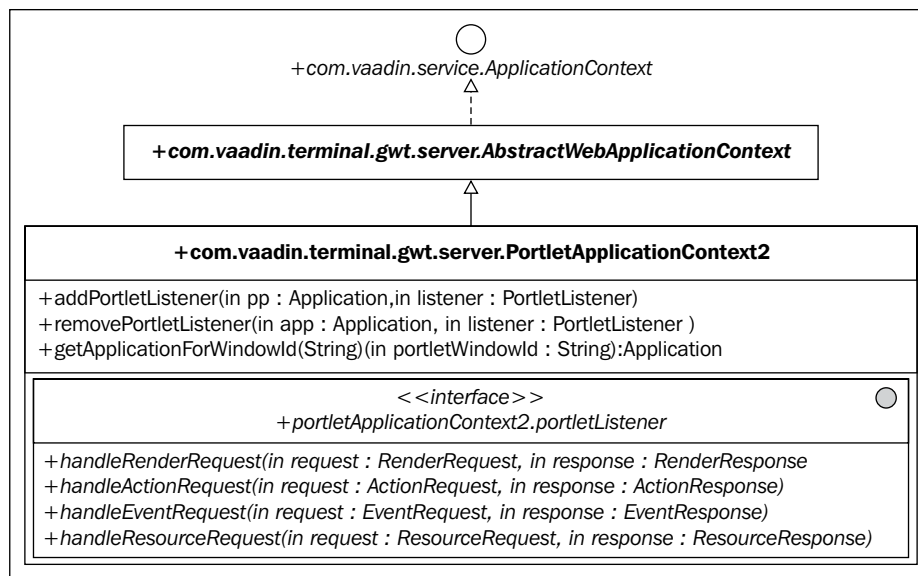 +com.vaadin.service.ApplicationContext
+com.vaadin.terminal.gwt.server.AbstractWebApplicationContext
+com.vaadin.terminal.gwt.server.PortletApplicationContext2
+addPortletListener(in pp : Application,in listener : PortletListener)
+removePortletListener(in app : Application, in listener : PortletListener )
+getApplicationForWindowId(String)(in portletWindowId : String):Application
<<interface>>
+portletApplicationContext2.portletListener
+handleRenderRequest(in request : RenderRequest, in response : RenderResponse
+handleActionRequest(in request : ActionRequest, in response : ActionResponse)
+handleEventRequest(in request : EventRequest, in response : EventResponse)
+handleResourceRequest(in request : ResourceRequest, in response : ResourceResponse)